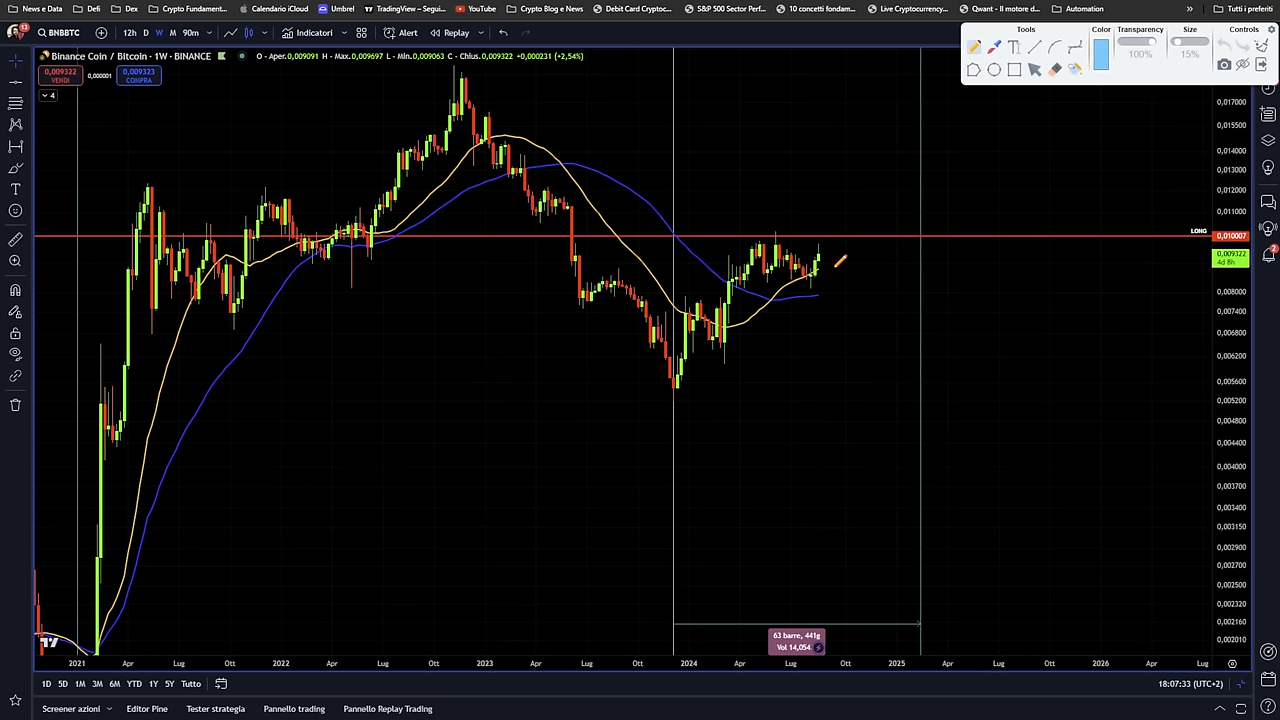 News e Data Defi Dex Crypto Fundament... Calendario iCloud Umbrel TradingView – Segui... YouTube Crypto Blog e News Debit Card Cryptoc... S&P 500 Sector Perf... 10 concetti fondam... Live Cryptocurrency... Qwant - Il motore d... Automation » Tutti i preferiti
13 BNBBTC 12h D W M 90m Indicatori Alert Replay
Tools Color Transparency Size Controls
100% 15%
Binance Coin / Bitcoin · 1W · BINANCE O - Aper.0,009091 H - Max.0,009697 L - Min.0,009063 C - Chius.0,009322 +0,000231 (+2,54%)
0,009322 VENDI 0,000001 0,009323 COMPRA
4
0,017000
0,015500
0,014000
0,013000
0,012000
0,011000
LONG 0,010007
0,009322
4d 8h
2
0,008000
0,007400
0,006800
0,006200
0,005600
0,005200
0,004800
0,004400
0,004000
0,003700
0,003400
0,003150
0,002900
0,002700
0,002500
0,002320
0,002160
0,002010
63 barre, 441g
Vol 14,054
2021 Apr Lug Ott 2022 Apr Lug Ott 2023 Apr Lug Ott 2024 Apr Lug Ott 2025 Apr Lug Ott 2026 Apr Lug
1D 5D 1M 3M 6M YTD 1Y 5Y Tutto 18:07:33 (UTC+2)
Screener azioni Editor Pine Tester strategia Pannello trading Pannello Replay Trading